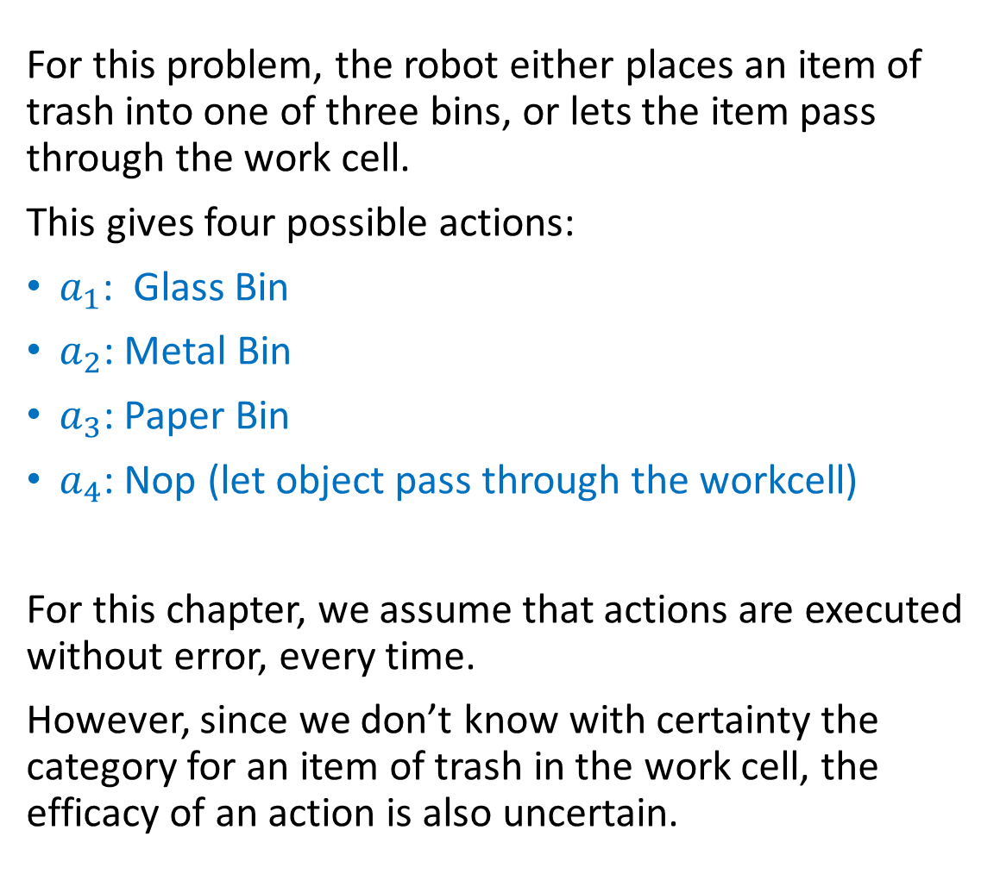 For this problem, the robot either places an item of
trash into one of three bins, or lets the item pass
through the work cell.
This gives four possible actions:
• a₁: Glass Bin
• a₂: Metal Bin
• a₃: Paper Bin
• a₄: Nop (let object pass through the workcell)
For this chapter, we assume that actions are executed
without error, every time.
However, since we don’t know with certainty the
category for an item of trash in the work cell, the
efficacy of an action is also uncertain.